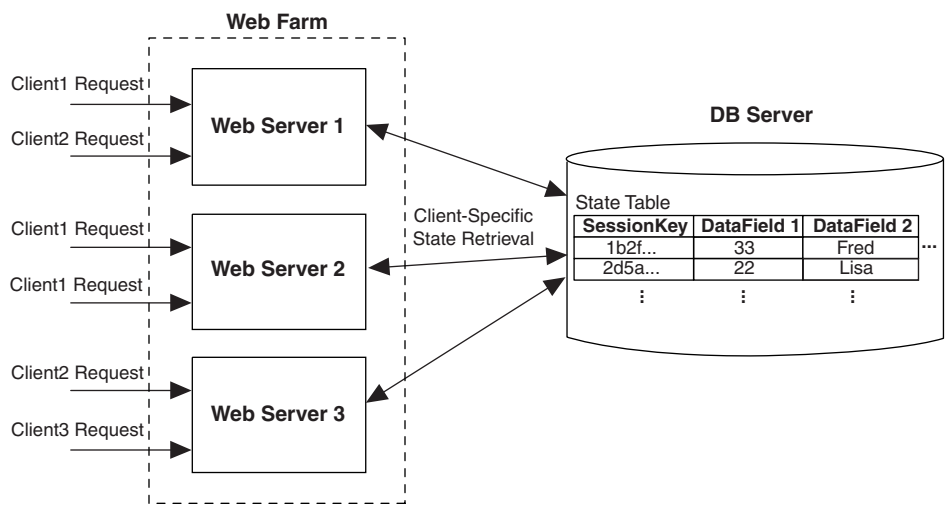 Web Farm
Client1 Request
Client2 Request
Web Server 1
Client1 Request
Client1 Request
Web Server 2
Client2 Request
Client3 Request
Web Server 3
Client-Specific
State Retrieval
DB Server
State Table
SessionKey DataField 1 DataField 2
1b2f... 33 Fred ...
2d5a... 22 Lisa
⋮ ⋮ ⋮